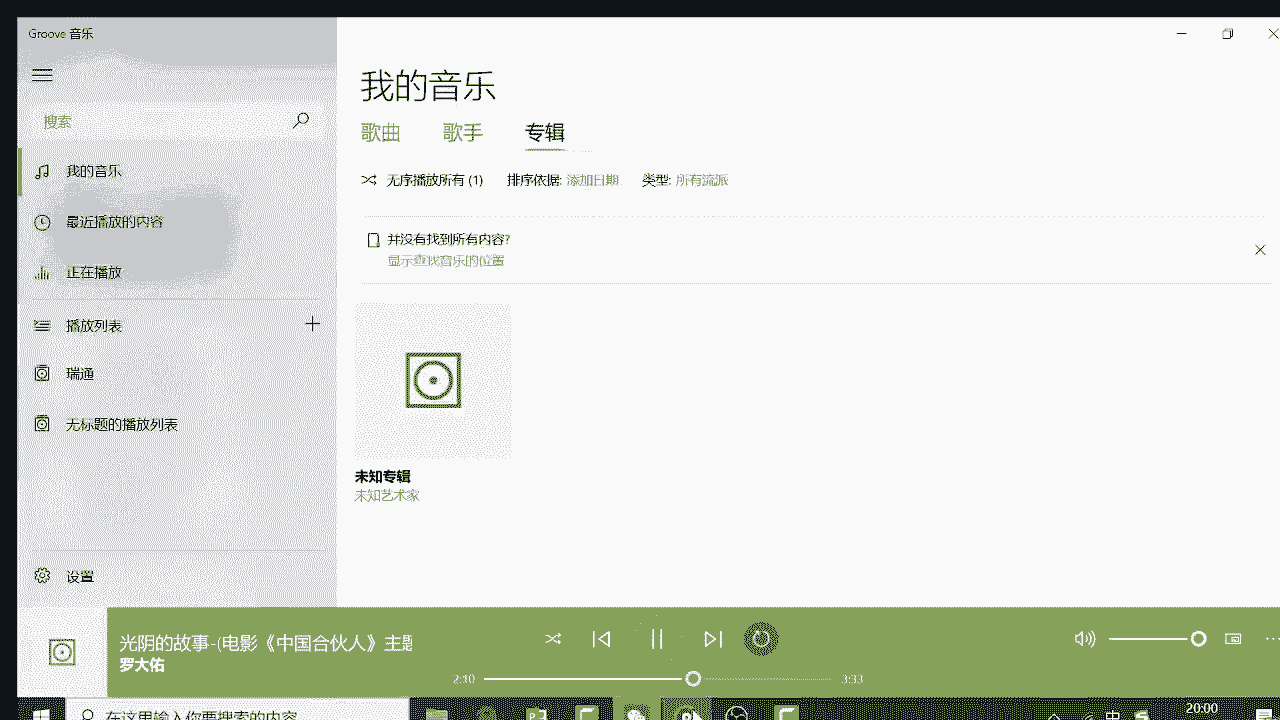 Groove 音乐
搜索
我的音乐
最近播放的内容
正在播放
播放列表
瑞通
无标题的播放列表
设置
我的音乐
歌曲 歌手 专辑
无序播放所有 (1) 排序依据: 添加日期 类型: 所有流派
并没有找到所有内容?
显示查找音乐的位置
未知专辑
未知艺术家
光阴的故事-(电影《中国合伙人》主题
罗大佑
2:10 3:33
在这里输入你要搜索的内容
中
20:00